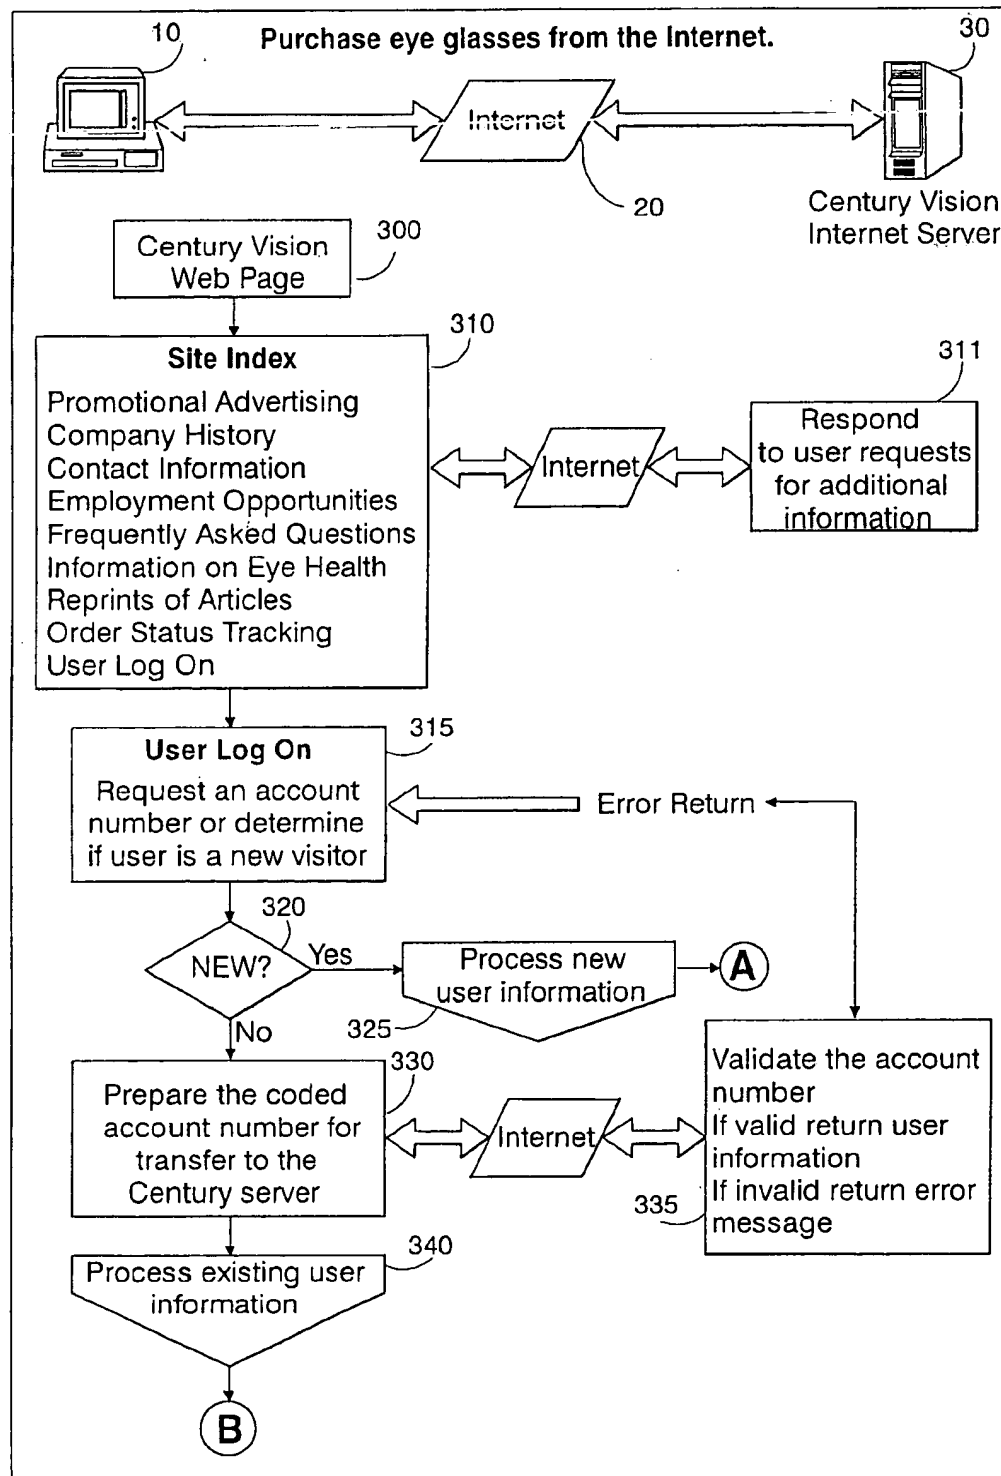 10
Purchase eye glasses from the Internet.
30
Internet
20
Century Vision
Internet Server
Century Vision
Web Page
300
310
Site Index
Promotional Advertising
Company History
Contact Information
Employment Opportunities
Frequently Asked Questions
Information on Eye Health
Reprints of Articles
Order Status Tracking
User Log On
Internet
311
Respond
to user requests
for additional
information
315
User Log On
Request an account
number or determine
if user is a new visitor
Error Return
320
NEW?
Yes
Process new
user information
325
A
No
330
Prepare the coded
account number for
transfer to the
Century server
Internet
Validate the account
number
If valid return user
information
If invalid return error
message
335
340
Process existing user
information
B